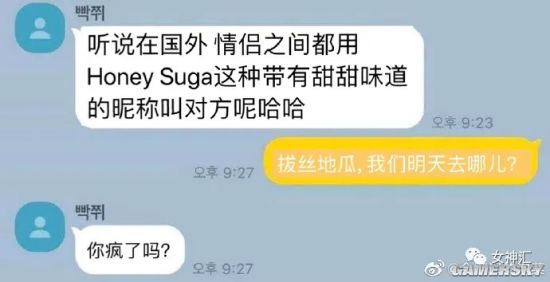 빡쮜
听说在国外 情侣之间都用
Honey Suga这种带有甜甜味道
的昵称叫对方呢哈哈
오후 9:23
拔丝地瓜, 我们明天去哪儿?
오후 9:27
빡쮜
你疯了吗?
오후 9:27
女神汇
GAMERSKY